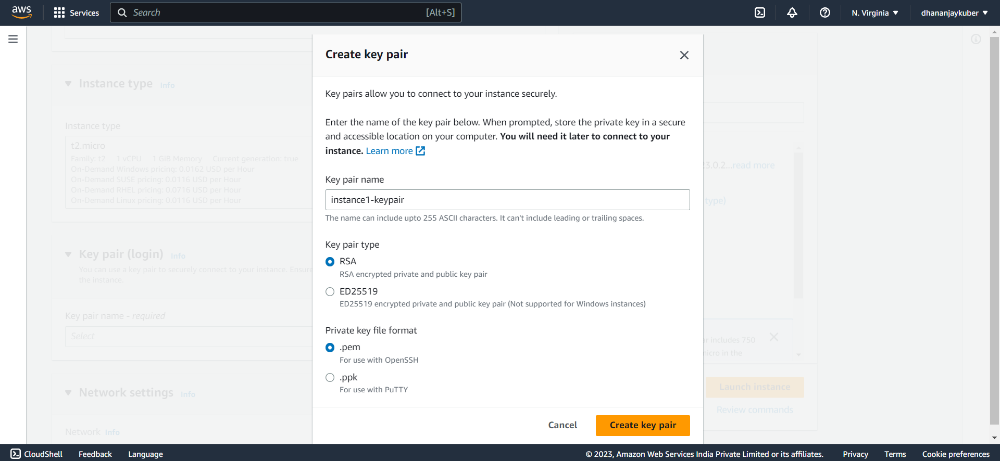 aws
Services
Search
[Alt+S]
N. Virginia
dhananjaykuber
Create key pair
Key pairs allow you to connect to your instance securely.
Enter the name of the key pair below. When prompted, store the private key in a secure
and accessible location on your computer. You will need it later to connect to your
instance. Learn more
Key pair name
instance1-keypair
The name can include upto 255 ASCII characters. It can't include leading or trailing spaces.
Key pair type
RSA
RSA encrypted private and public key pair
ED25519
ED25519 encrypted private and public key pair (Not supported for Windows instances)
Private key file format
.pem
For use with OpenSSH
.ppk
For use with PuTTY
Cancel
Create key pair
Instance type Info
Instance type
t2.micro
Family: t2 1 vCPU 1 GiB Memory Current generation: true
On-Demand Windows pricing: 0.0162 USD per Hour
On-Demand SUSE pricing: 0.0116 USD per Hour
On-Demand RHEL pricing: 0.0716 USD per Hour
On-Demand Linux pricing: 0.0116 USD per Hour
Key pair (login) Info
You can use a key pair to securely connect to your instance. Ensure
the instance.
Key pair name - required
Select
Network settings Info
Network Info
23.0.2...read more
type)
includes 750
micro in the
Launch instance
Review commands
CloudShell
Feedback
Language
© 2023, Amazon Web Services India Private Limited or its affiliates.
Privacy
Terms
Cookie preferences